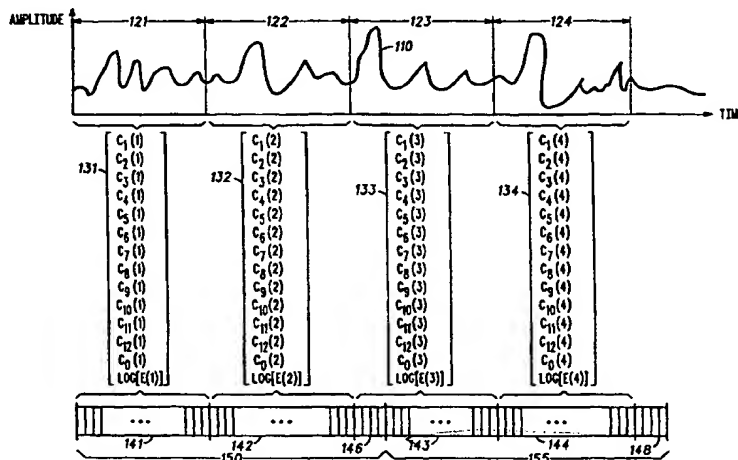 AMPLITUDE 121 122 123 124
110
TIM
C1(1) C1(2) C1(3) C1(4)
131 C2(1) 132 C2(2) 133 C2(3) 134 C2(4)
C3(1) C3(2) C3(3) C3(4)
C4(1) C4(2) C4(3) C4(4)
C5(1) C5(2) C5(3) C5(4)
C6(1) C6(2) C6(3) C6(4)
C7(1) C7(2) C7(3) C7(4)
C8(1) C8(2) C8(3) C8(4)
C9(1) C9(2) C9(3) C9(4)
C10(1) C10(2) C10(3) C10(4)
C11(1) C11(2) C11(3) C11(4)
C12(1) C12(2) C12(3) C12(4)
C0(1) C0(2) C0(3) C0(4)
LOG[E(1)] LOG[E(2)] LOG[E(3)] LOG[E(4)]
... ... ... ...
141 142 146 143 144 148
150 155